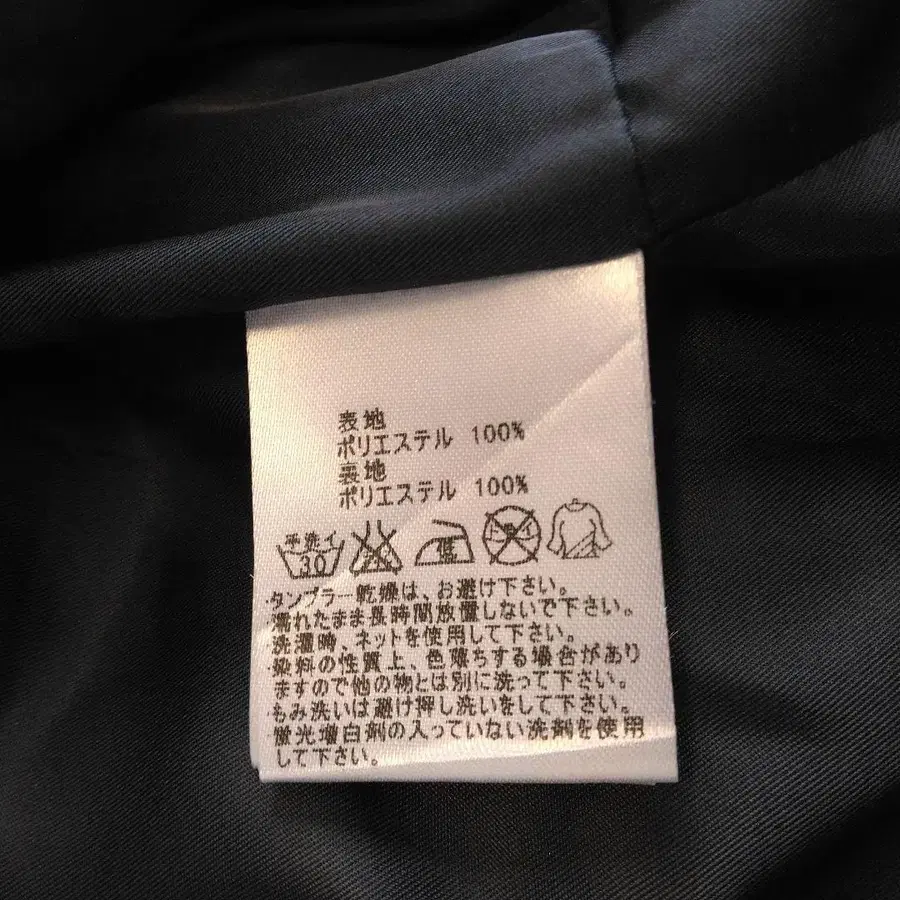 表地
ポリエステル 100%
裏地
ポリエステル 100%
手洗イ
30
低
ドライ
・タンブラー乾燥は、お避け下さい。
・濡れたまま長時間放置しないで下さい。
・洗濯時、ネットを使用して下さい。
・染料の性質上、色落ちする場合があり
ますので他の物とは別に洗って下さい。
・もみ洗いは避け押し洗いをして下さい。
・蛍光増白剤の入っていない洗剤を使用
して下さい。